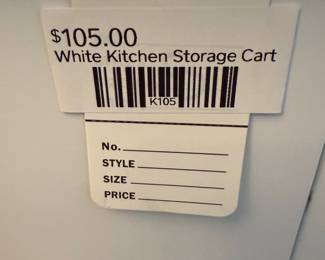 $105.00
White Kitchen Storage Cart
K105
No.
STYLE
SIZE
PRICE